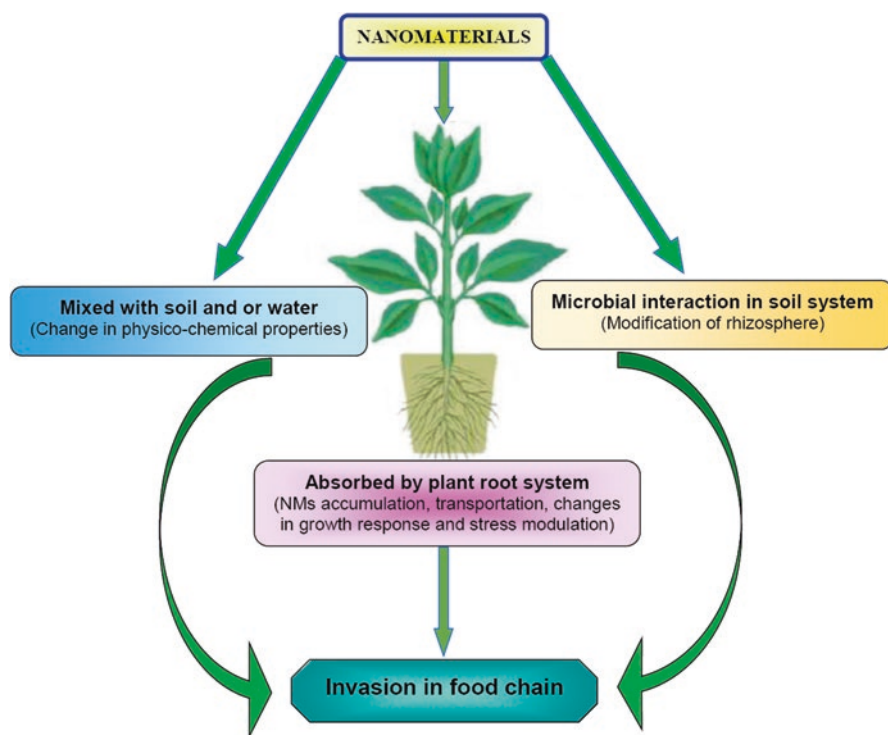 NANOMATERIALS
Mixed with soil and or water
(Change in physico-chemical properties)
Microbial interaction in soil system
(Modification of rhizosphere)
Absorbed by plant root system
(NMs accumulation, transportation, changes
in growth response and stress modulation)
Invasion in food chain